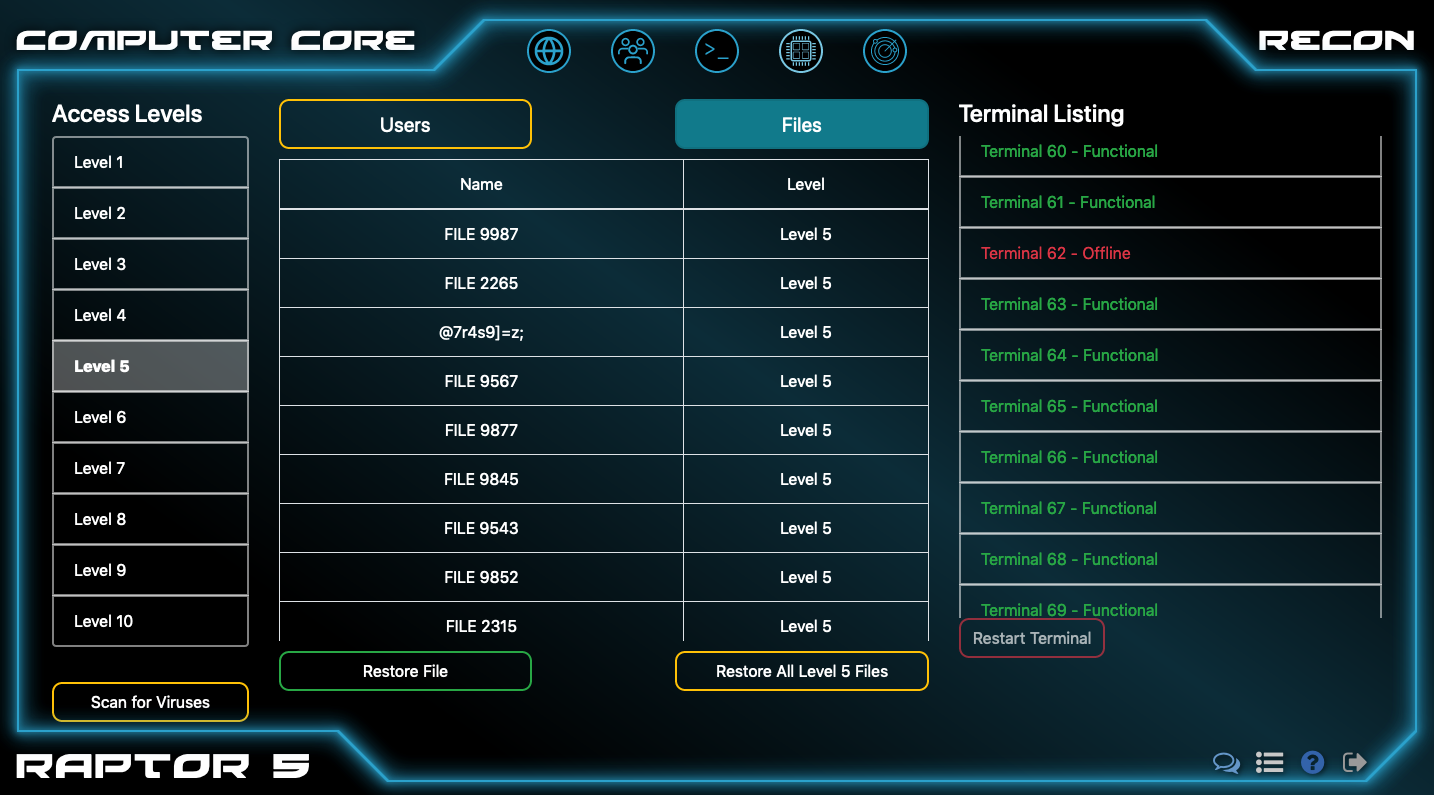 COMPUTER CORE
RECON
Access Levels
Level 1
Level 2
Level 3
Level 4
Level 5
Level 6
Level 7
Level 8
Level 9
Level 10
Scan for Viruses
Users
Files
Name Level
FILE 9987 Level 5
FILE 2265 Level 5
@7r4s9]=z; Level 5
FILE 9567 Level 5
FILE 9877 Level 5
FILE 9845 Level 5
FILE 9543 Level 5
FILE 9852 Level 5
FILE 2315 Level 5
Restore File
Restore All Level 5 Files
Terminal Listing
Terminal 60 - Functional
Terminal 61 - Functional
Terminal 62 - Offline
Terminal 63 - Functional
Terminal 64 - Functional
Terminal 65 - Functional
Terminal 66 - Functional
Terminal 67 - Functional
Terminal 68 - Functional
Terminal 69 - Functional
Restart Terminal
RAPTOR 5